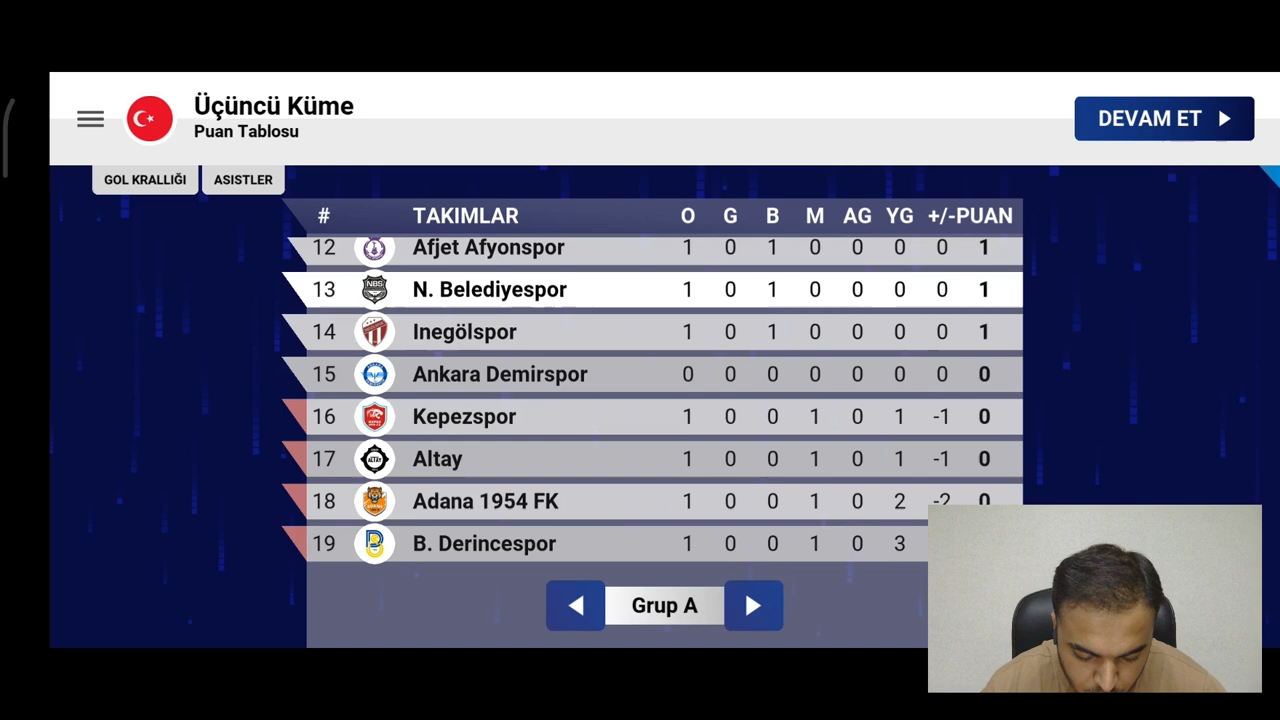 Üçüncü Küme
Puan Tablosu
DEVAM ET
GOL KRALLIĞI ASISTLER
# TAKIMLAR O G B M AG YG +/- PUAN
12 Afjet Afyonspor 1 0 1 0 0 0 0 1
13 NBS N. Belediyespor 1 0 1 0 0 0 0 1
14 Inegölspor 1 0 1 0 0 0 0 1
15 Ankara Demirspor 0 0 0 0 0 0 0 0
16 Kepezspor 1 0 0 1 0 1 -1 0
17 ALTAY Altay 1 0 0 1 0 1 -1 0
18 Adana 1954 FK 1 0 0 1 0 2 -2 0
19 B. Derincespor 1 0 0 1 0 3
Grup A